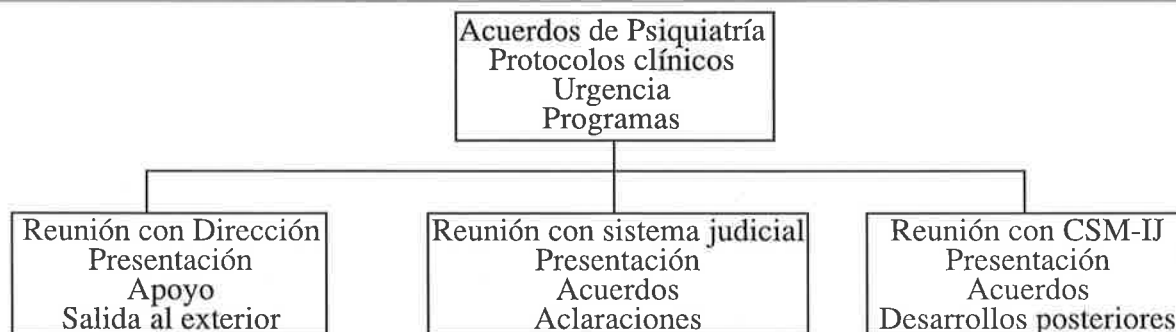 Acuerdos de Psiquiatría
Protocolos clínicos
Urgencia
Programas
Reunión con Dirección
Presentación
Apoyo
Salida al exterior
Reunión con sistema judicial
Presentación
Acuerdos
Aclaraciones
Reunión con CSM-IJ
Presentación
Acuerdos
Desarrollos posteriores